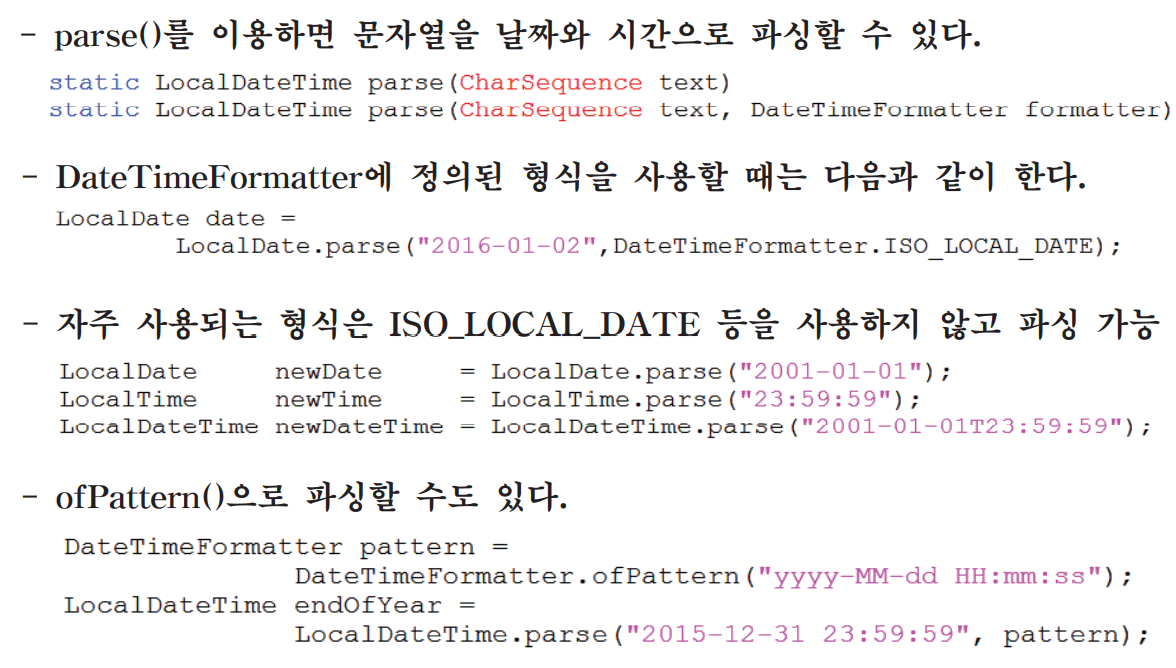 - parse()를 이용하면 문자열을 날짜와 시간으로 파싱할 수 있다.
static LocalDateTime parse(CharSequence text)
static LocalDateTime parse(CharSequence text, DateTimeFormatter formatter)
- DateTimeFormatter에 정의된 형식을 사용할 때는 다음과 같이 한다.
LocalDate date =
LocalDate.parse("2016-01-02",DateTimeFormatter.ISO_LOCAL_DATE);
- 자주 사용되는 형식은 ISO_LOCAL_DATE 등을 사용하지 않고 파싱 가능
LocalDate newDate = LocalDate.parse("2001-01-01");
LocalTime newTime = LocalTime.parse("23:59:59");
LocalDateTime newDateTime = LocalDateTime.parse("2001-01-01T23:59:59");
- ofPattern()으로 파싱할 수도 있다.
DateTimeFormatter pattern =
DateTimeFormatter.ofPattern("yyyy-MM-dd HH:mm:ss");
LocalDateTime endOfYear =
LocalDateTime.parse("2015-12-31 23:59:59", pattern);